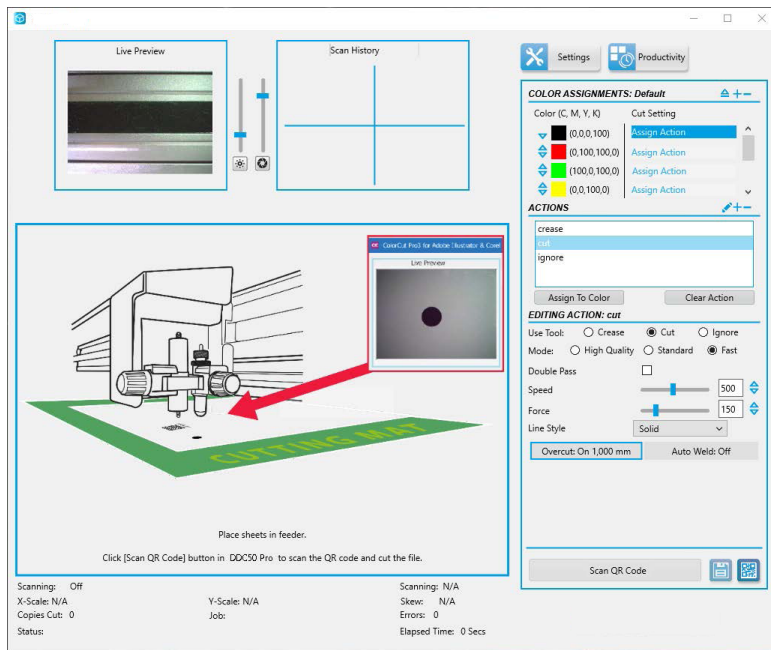 Live Preview
Scan History
Settings
Productivity
COLOR ASSIGNMENTS: Default
Color (C, M, Y, K) Cut Setting
(0,0,0,100) Assign Action
(0,100,100,0) Assign Action
(100,0,100,0) Assign Action
(0,0,100,0) Assign Action
ACTIONS
crease
cut
ignore
Assign To Color Clear Action
EDITING ACTION: cut
Use Tool: Crease Cut Ignore
Mode: High Quality Standard Fast
Double Pass
Speed 500
Force 150
Line Style Solid
Overcut: On 1,000 mm Auto Weld: Off
Scan QR Code
ColorCut Pro3 for Adobe Illustrator & Corel
Live Preview
CUTTING MAT
Place sheets in feeder.
Click [Scan QR Code] button in DDC50 Pro to scan the QR code and cut the file.
Scanning: Off Scanning: N/A
X-Scale: N/A Y-Scale: N/A Skew: N/A
Copies Cut: 0 Job: Errors: 0
Status: Elapsed Time: 0 Secs